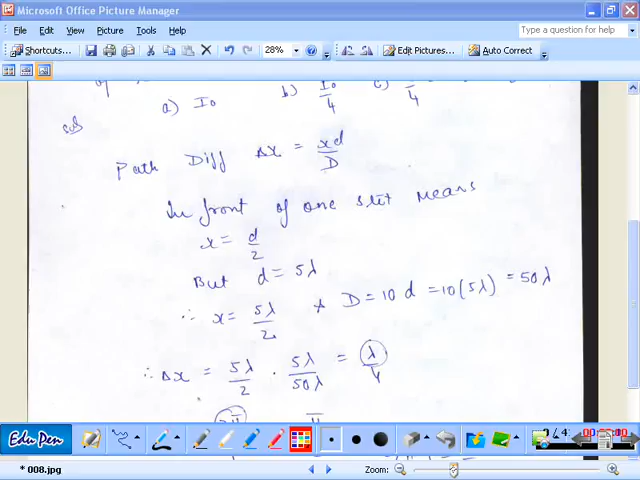 Microsoft Office Picture Manager
File Edit View Picture Tools Help
Type a question for help
Shortcuts... 28% Edit Pictures... Auto Correct
a) I₀ b) I₀/4 c) /4
sol
Path Diff Δx = xd/D
In front of one slit means
x = d/2
But d = 5λ
∴ x = 5λ/2 & D = 10 d = 10(5λ) = 50λ
∴ Δx = 5λ/2 . 5λ/50λ = λ/4
Edu Pen
* 008.jpg
Zoom: